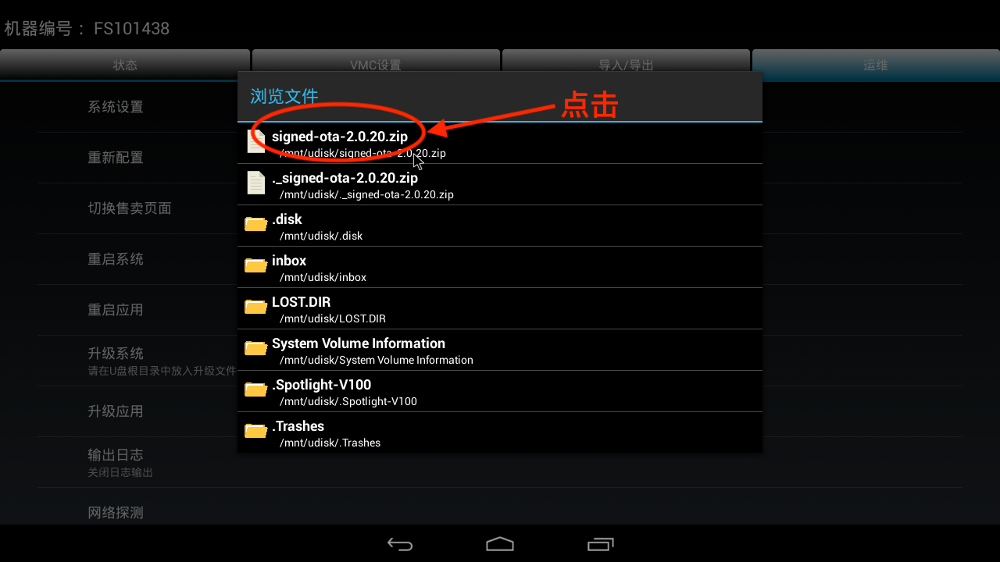 机器编号： FS101438
状态
VMC设置
导入/导出
运维
浏览文件
点击
signed-ota-2.0.20.zip
/mnt/udisk/signed-ota-2.0.20.zip
._signed-ota-2.0.20.zip
/mnt/udisk/._signed-ota-2.0.20.zip
.disk
/mnt/udisk/.disk
inbox
/mnt/udisk/inbox
LOST.DIR
/mnt/udisk/LOST.DIR
System Volume Information
/mnt/udisk/System Volume Information
.Spotlight-V100
/mnt/udisk/.Spotlight-V100
.Trashes
/mnt/udisk/.Trashes
系统设置
重新配置
切换售卖页面
重启系统
重启应用
升级系统
请在U盘根目录中放入升级文件
升级应用
输出日志
关闭日志输出
网络探测